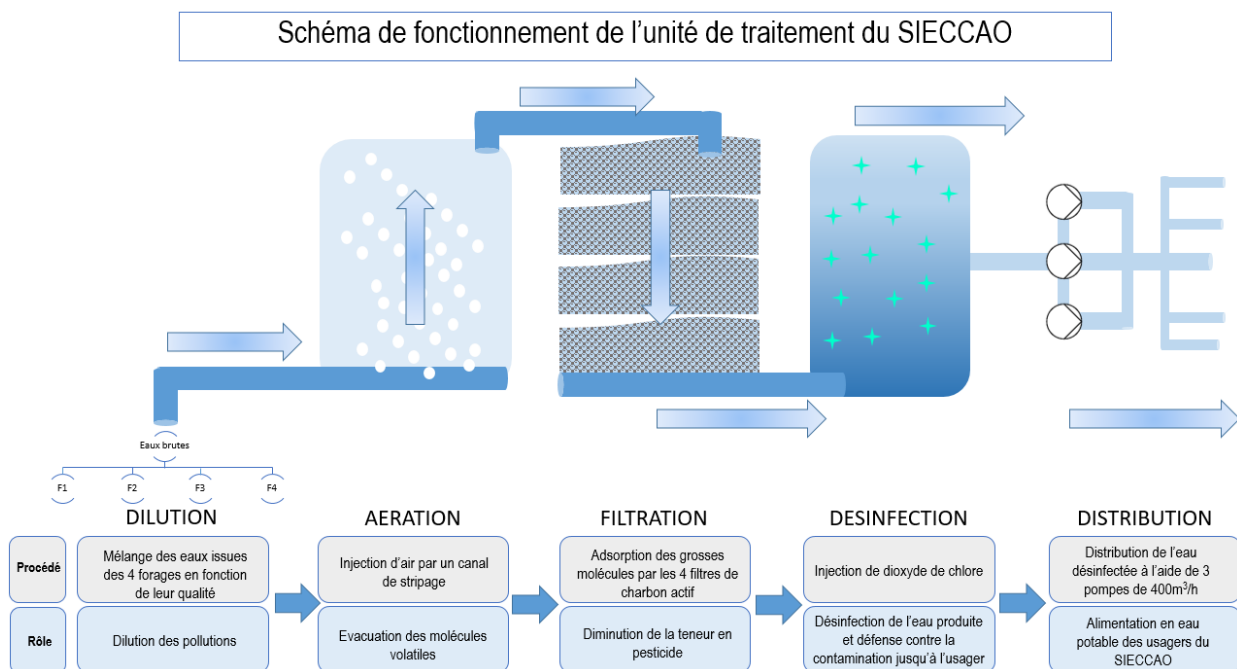 Schéma de fonctionnement de l'unité de traitement du SIECCAO
Eaux brutes
F1
F2
F3
F4
DILUTION
AERATION
FILTRATION
DESINFECTION
DISTRIBUTION
Procédé
Mélange des eaux issues
des 4 forages en fonction
de leur qualité
Injection d'air par un canal
de stripage
Adsorption des grosses
molécules par les 4 filtres de
charbon actif
Injection de dioxyde de chlore
Distribution de l'eau
désinfectée à l'aide de 3
pompes de 400m³/h
Rôle
Dilution des pollutions
Evacuation des molécules
volatiles
Diminution de la teneur en
pesticide
Désinfection de l'eau produite
et défense contre la
contamination jusqu'à l'usager
Alimentation en eau
potable des usagers du
SIECCAO